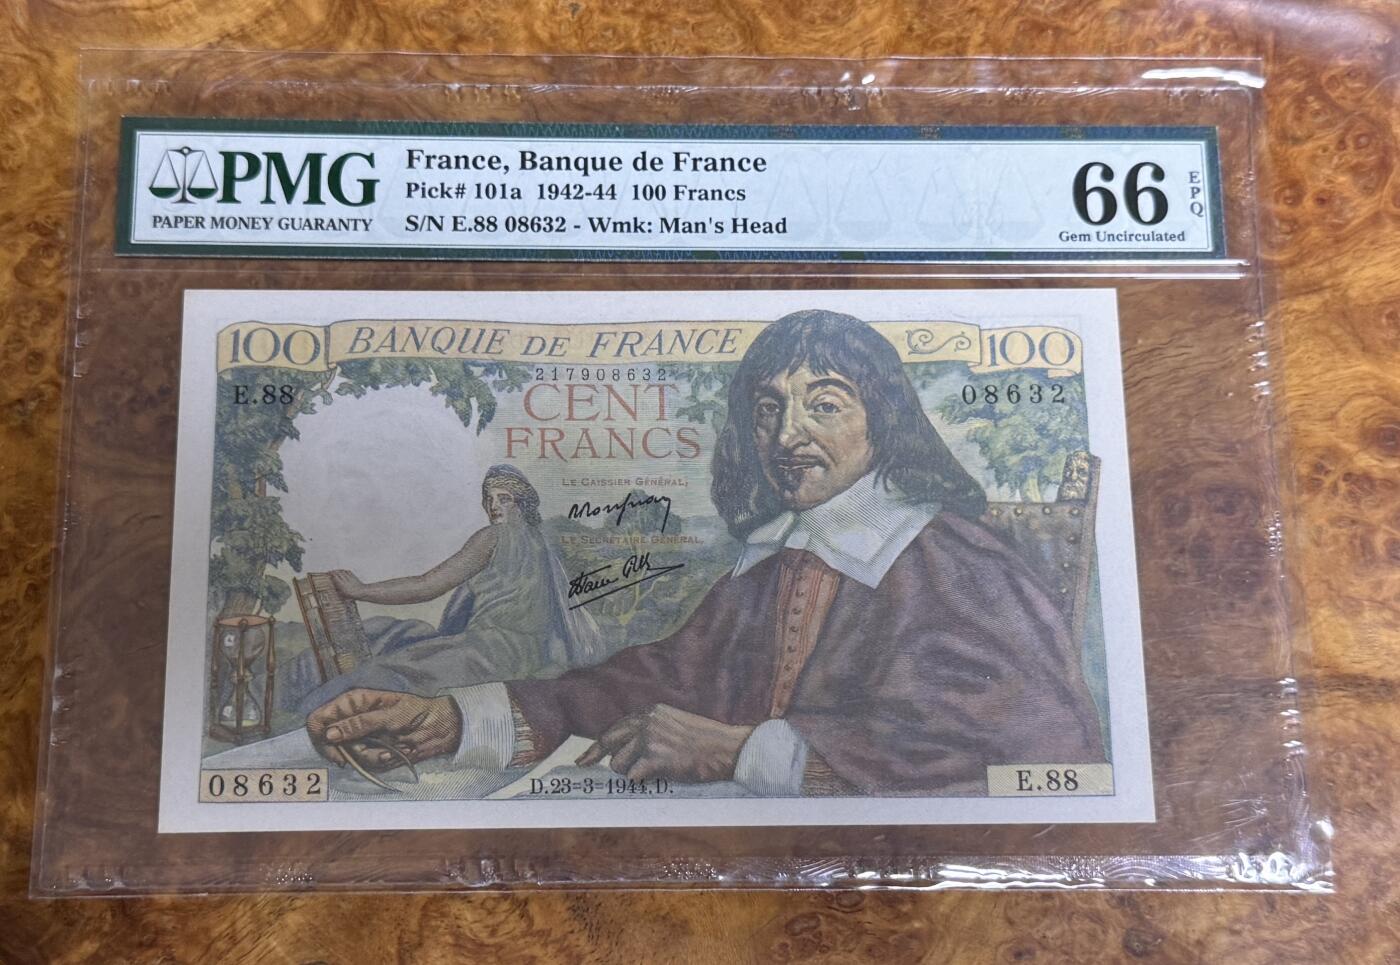 PMG
PAPER MONEY GUARANTY
France, Banque de France
Pick# 101a 1942-44 100 Francs
S/N E.88 08632 - Wmk: Man's Head
66
EPQ
Gem Uncirculated
100 BANQUE DE FRANCE 100
217908632
E.88 08632
CENT
FRANCS
LE CAISSIER GÉNÉRAL,
LE SECRÉTAIRE GÉNÉRAL,
08632 D.23=3=1944.D. E.88